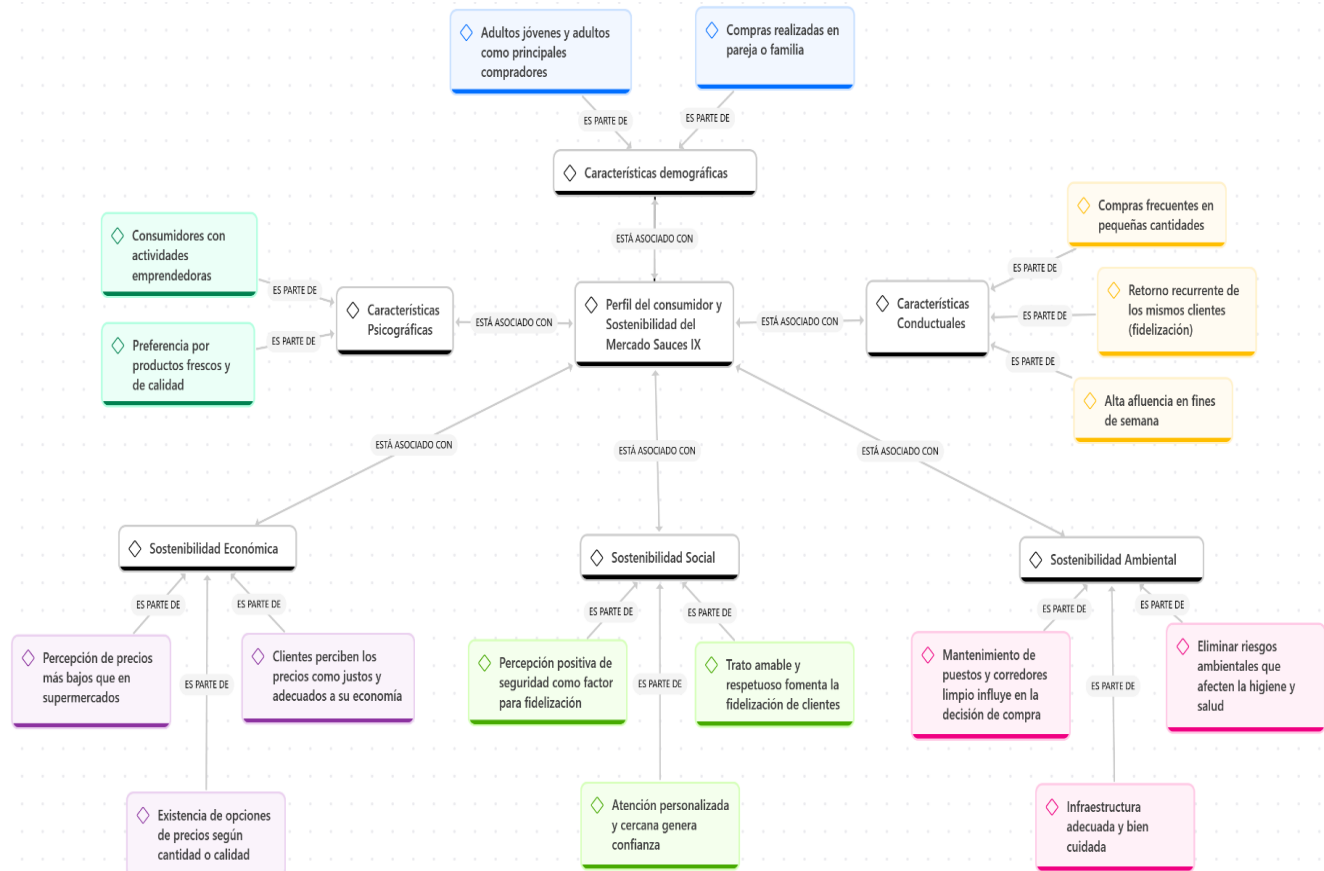 Adultos jóvenes y adultos
como principales
compradores
Compras realizadas en
pareja o familia
ES PARTE DE
ES PARTE DE
Características demográficas
ESTÁ ASOCIADO CON
Consumidores con
actividades
emprendedoras
ES PARTE DE
Preferencia por
productos frescos y
de calidad
ES PARTE DE
Características
Psicográficas
ESTÁ ASOCIADO CON
Perfil del consumidor y
Sostenibilidad del
Mercado Sauces IX
ESTÁ ASOCIADO CON
Características
Conductuales
ES PARTE DE
Compras frecuentes en
pequeñas cantidades
ES PARTE DE
Retorno recurrente de
los mismos clientes
(fidelización)
ES PARTE DE
Alta afluencia en fines
de semana
ESTÁ ASOCIADO CON
ESTÁ ASOCIADO CON
ESTÁ ASOCIADO CON
Sostenibilidad Económica
ES PARTE DE
ES PARTE DE
Percepción de precios
más bajos que en
supermercados
ES PARTE DE
Clientes perciben los
precios como justos y
adecuados a su economía
Existencia de opciones
de precios según
cantidad o calidad
Sostenibilidad Social
ES PARTE DE
ES PARTE DE
Percepción positiva de
seguridad como factor
para fidelización
ES PARTE DE
Trato amable y
respetuoso fomenta la
fidelización de clientes
Atención personalizada
y cercana genera
confianza
Sostenibilidad Ambiental
ES PARTE DE
ES PARTE DE
Mantenimiento de
puestos y corredores
limpio influye en la
decisión de compra
ES PARTE DE
Eliminar riesgos
ambientales que
afecten la higiene y
salud
Infraestructura
adecuada y bien
cuidada